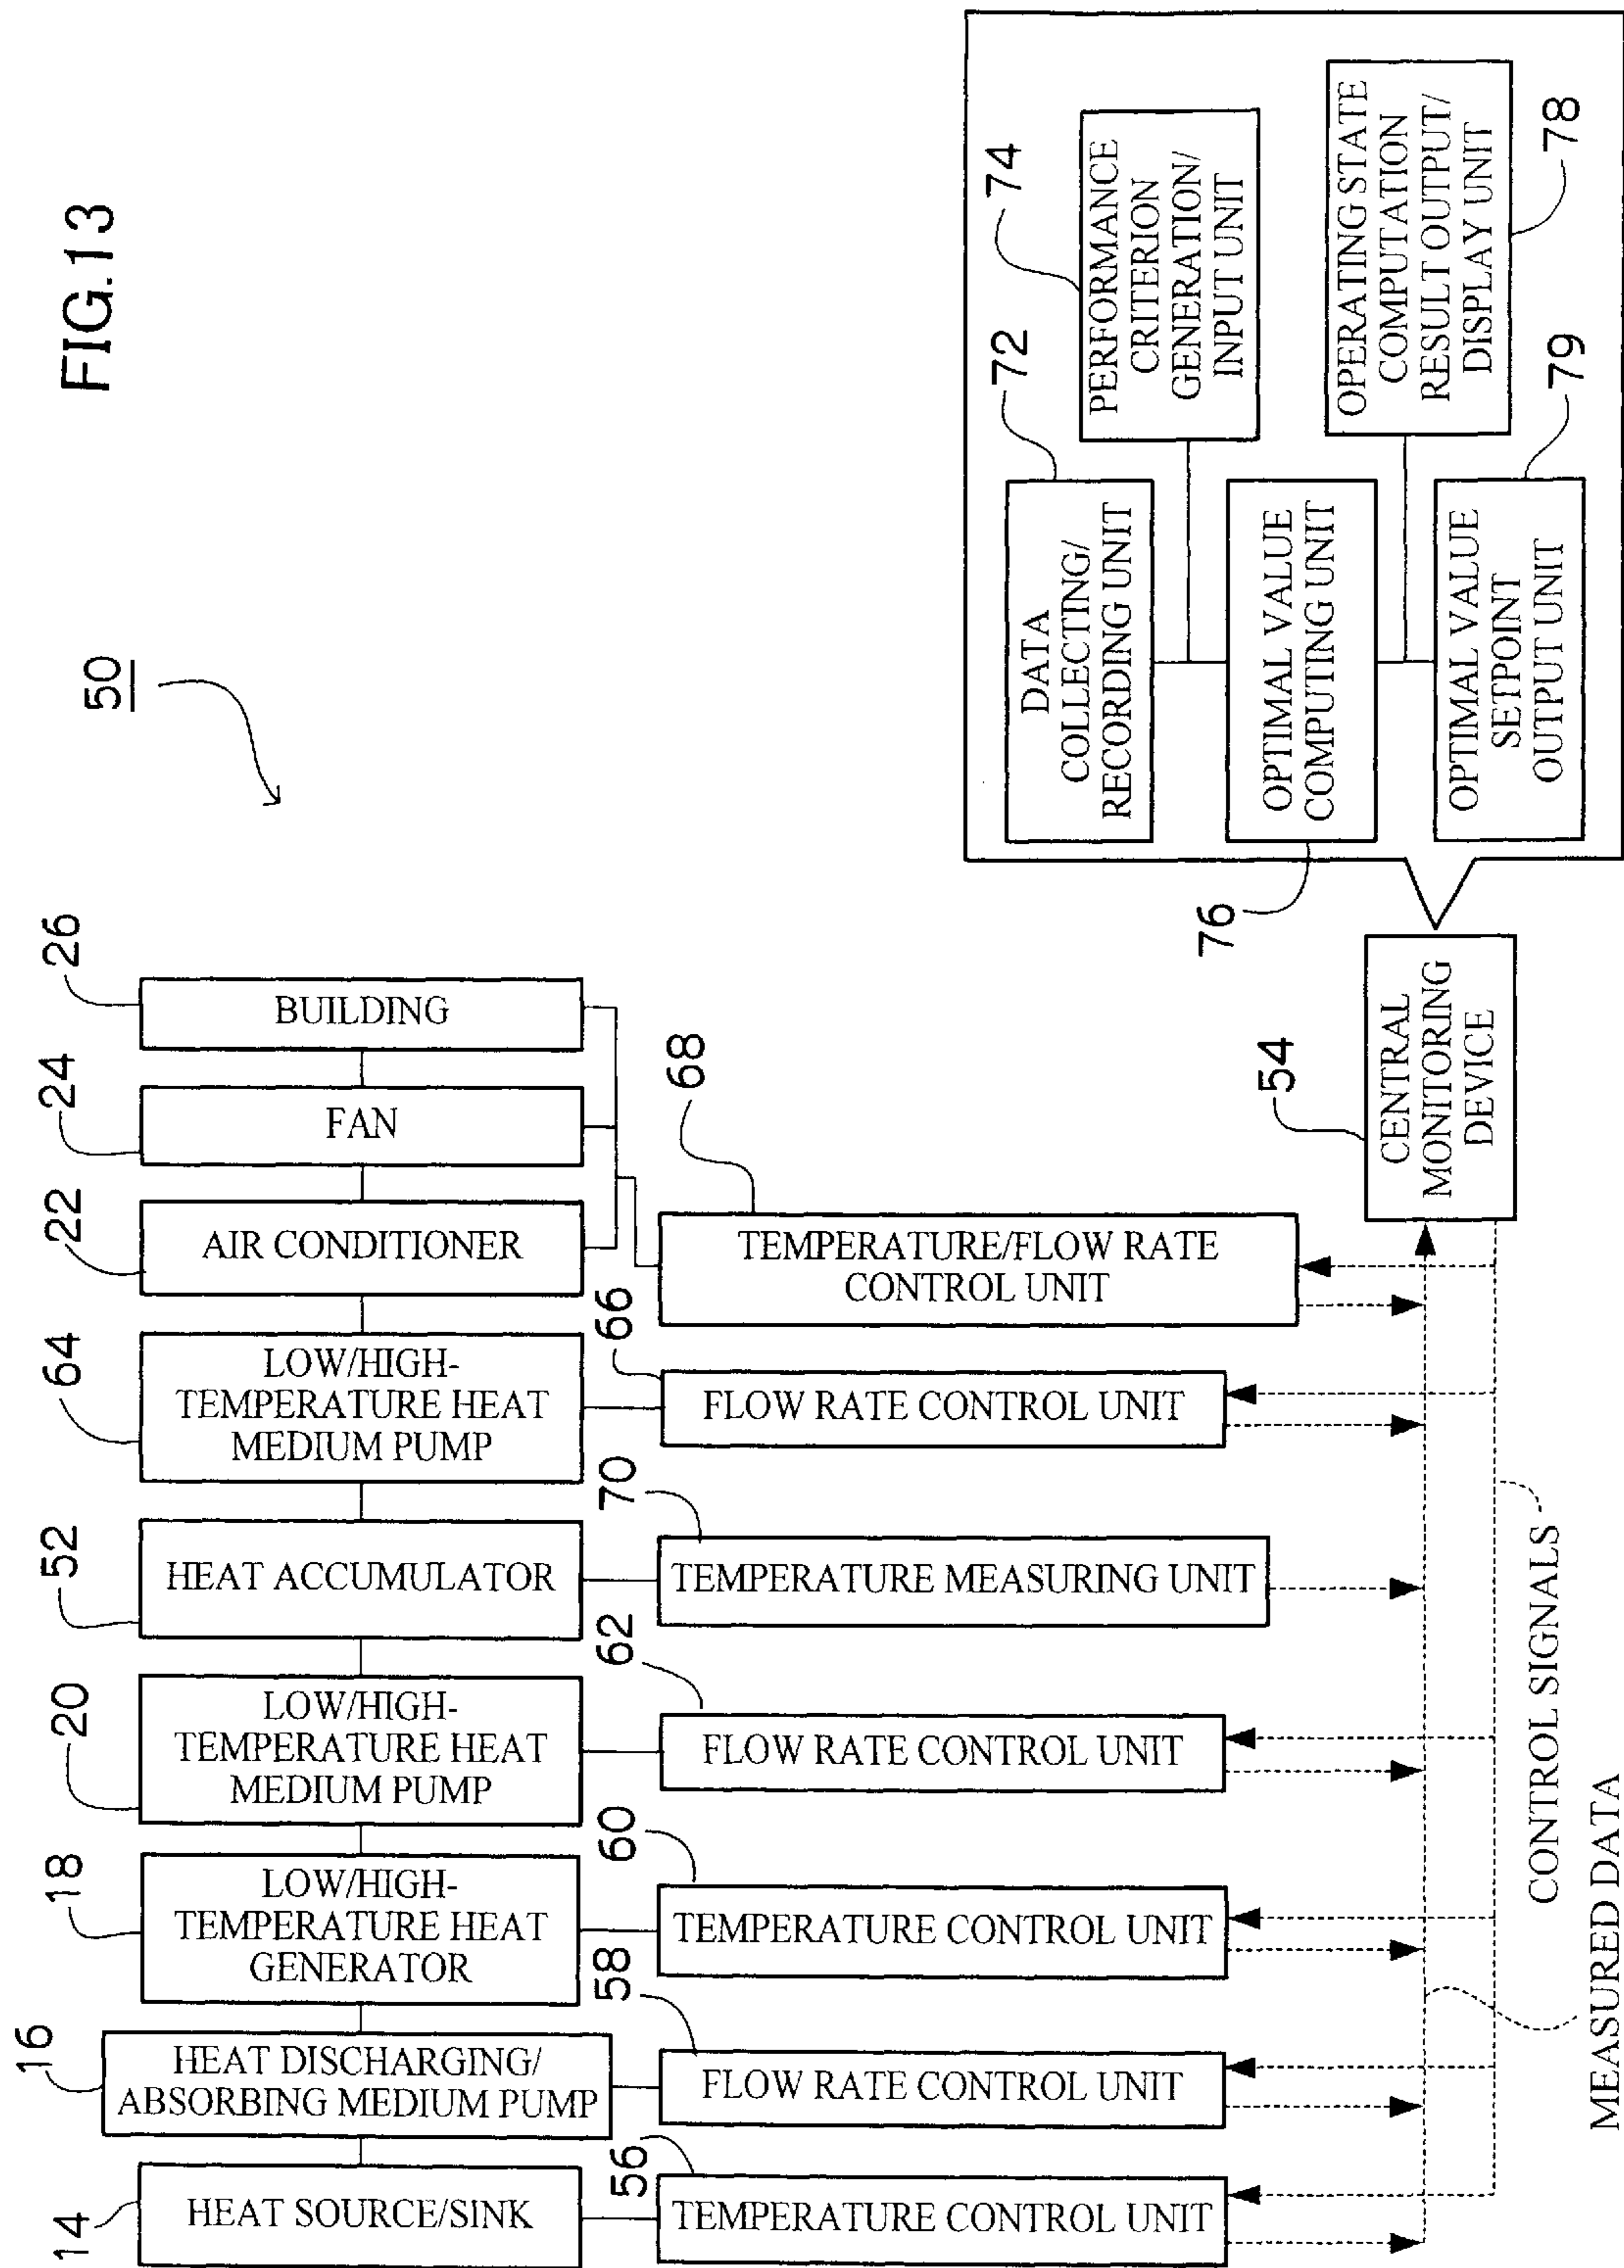 FIG.13
50
26
BUILDING
24
FAN
22
AIR CONDITIONER
64
LOW/HIGH-
TEMPERATURE HEAT
MEDIUM PUMP
52
HEAT ACCUMULATOR
20
LOW/HIGH-
TEMPERATURE HEAT
MEDIUM PUMP
18
LOW/HIGH-
TEMPERATURE HEAT
GENERATOR
16
HEAT DISCHARGING/
ABSORBING MEDIUM PUMP
14
HEAT SOURCE/SINK
68
TEMPERATURE/FLOW RATE
CONTROL UNIT
66
FLOW RATE CONTROL UNIT
70
TEMPERATURE MEASURING UNIT
62
FLOW RATE CONTROL UNIT
60
TEMPERATURE CONTROL UNIT
58
FLOW RATE CONTROL UNIT
56
TEMPERATURE CONTROL UNIT
54
CENTRAL
MONITORING
DEVICE
CONTROL SIGNALS
MEASURED DATA
72
DATA
COLLECTING/
RECORDING UNIT
74
PERFORMANCE
CRITERION
GENERATION/
INPUT UNIT
76
OPTIMAL VALUE
COMPUTING UNIT
78
OPERATING STATE
COMPUTATION
RESULT OUTPUT/
DISPLAY UNIT
79
OPTIMAL VALUE
SETPOINT
OUTPUT UNIT